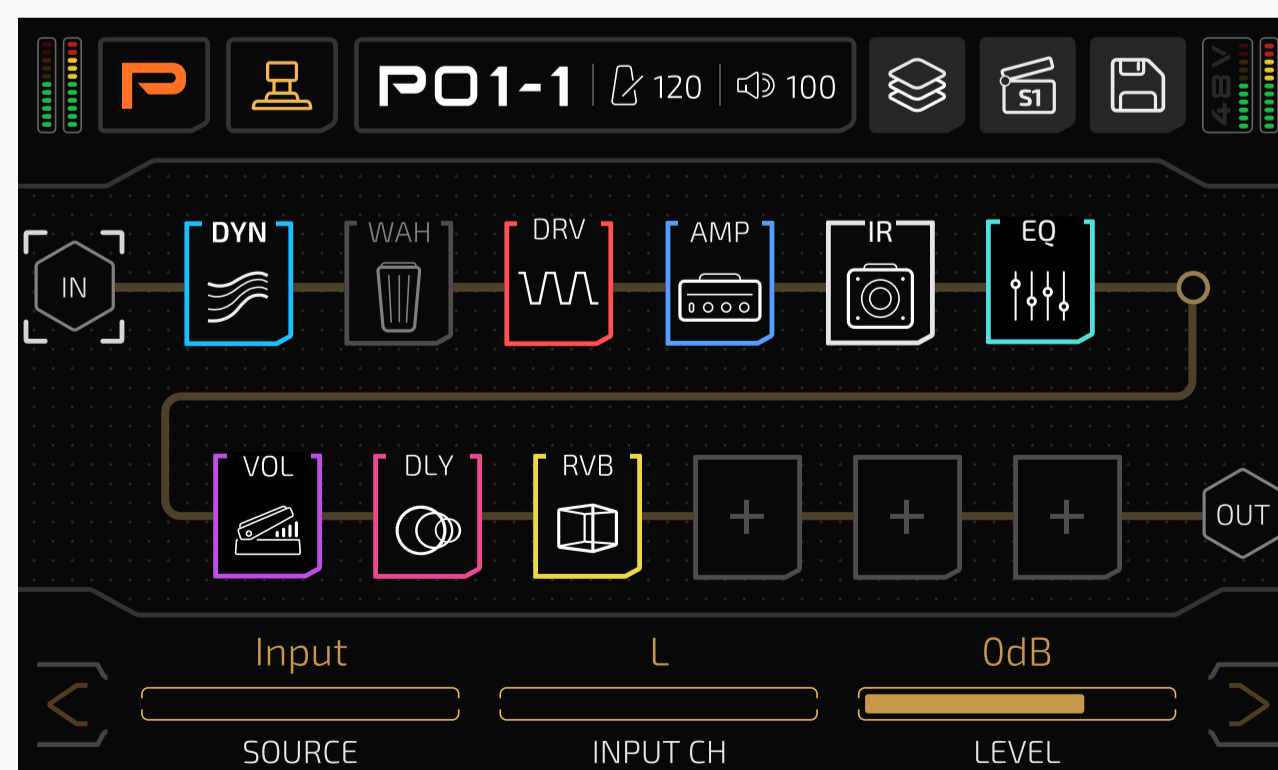 P01-1 120 100 S1 48V
DYN WAH DRV AMP IR EQ
IN
VOL DLY RVB
+ + + OUT
Input L 0dB
SOURCE INPUT CH LEVEL